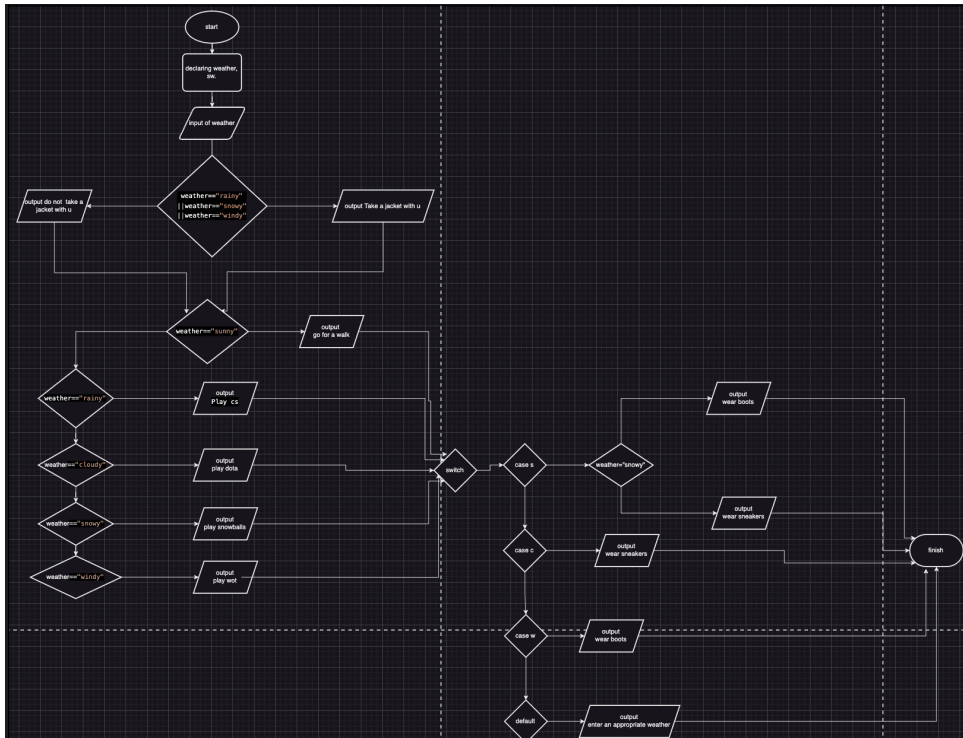 start
declaring weather,
sw.
input of weather
weather=="rainy"
||weather=="snowy"
||weather=="windy"
output do not take a
jacket with u
output Take a jacket with u
weather=="sunny"
output
go for a walk
weather=="rainy"
output
Play cs
weather=="cloudy"
output
play dota
weather=="snowy"
output
play snowballs
weather=="windy"
output
play wot
switch
case s
weather="snowy"
output
wear boots
output
wear sneakers
case c
output
wear sneakers
finish
case w
output
wear boots
default
output
enter an appropriate weather